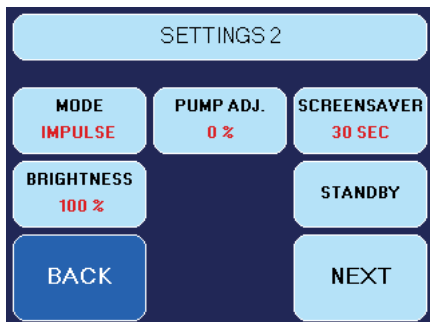 SETTINGS 2
MODE
IMPULSE
PUMP ADJ.
0 %
SCREENSAVER
30 SEC
BRIGHTNESS
100 %
STANDBY
BACK
NEXT